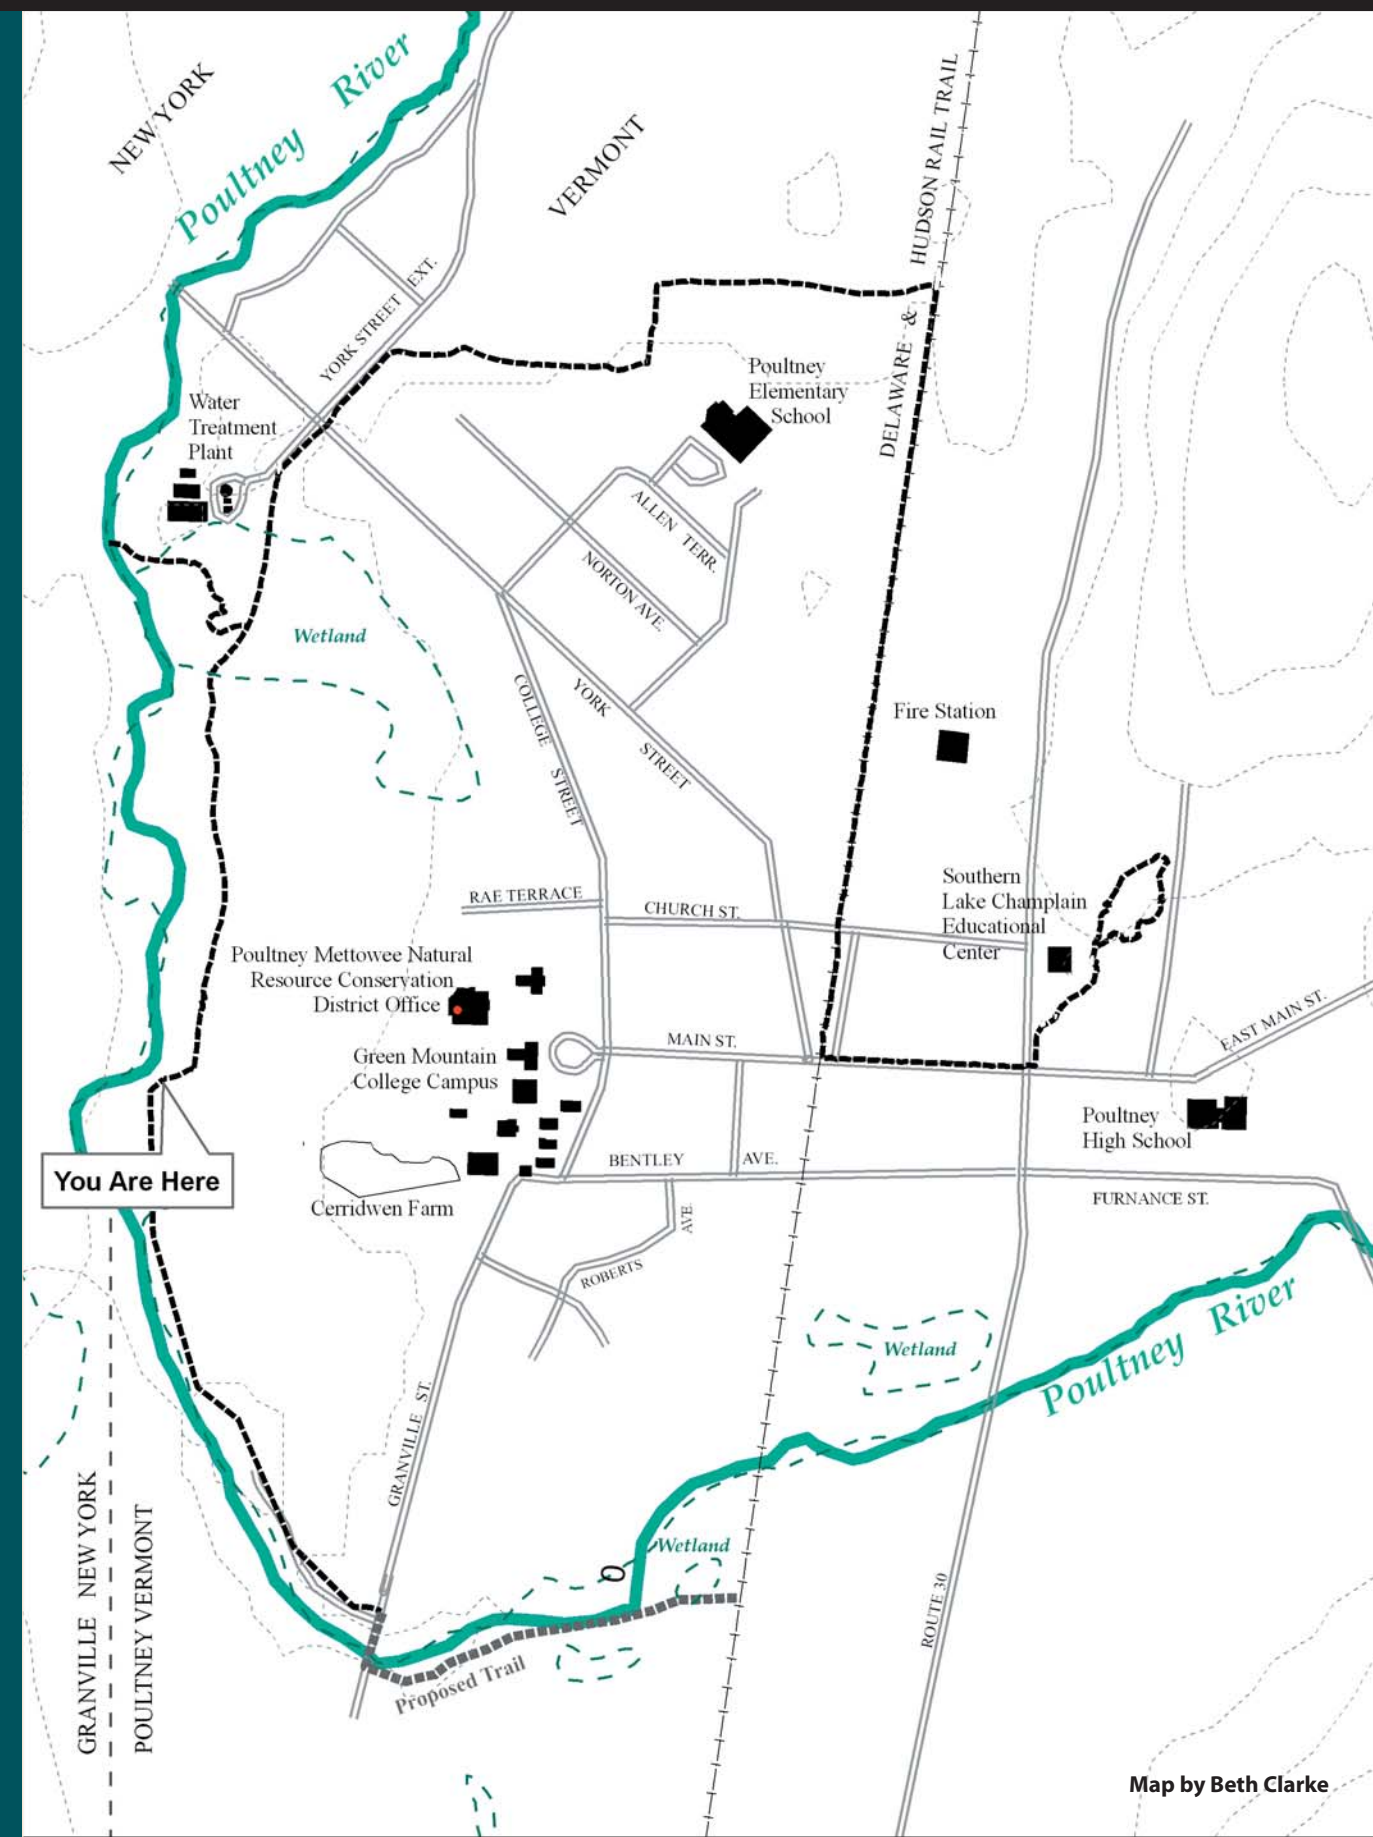 NEW YORK
Poultney River
VERMONT
HUDSON RAIL TRAIL
DELAWARE &
YORK STREET EXT.
Water
Treatment
Plant
Poultney
Elementary
School
ALLEN TERR.
NORTON AVE.
Wetland
COLLEGE STREET
YORK STREET
Fire Station
RAE TERRACE
CHURCH ST.
Southern
Lake Champlain
Educational
Center
Poultney Mettowee Natural
Resource Conservation
District Office
Green Mountain
College Campus
MAIN ST.
EAST MAIN ST.
Poultney
High School
You Are Here
BENTLEY AVE.
FURNANCE ST.
Cerridwen Farm
ROBERTS AVE.
Wetland
Poultney River
GRANVILLE ST.
Wetland
GRANVILLE NEW YORK
POULTNEY VERMONT
Proposed Trail
ROUTE 30
Map by Beth Clarke